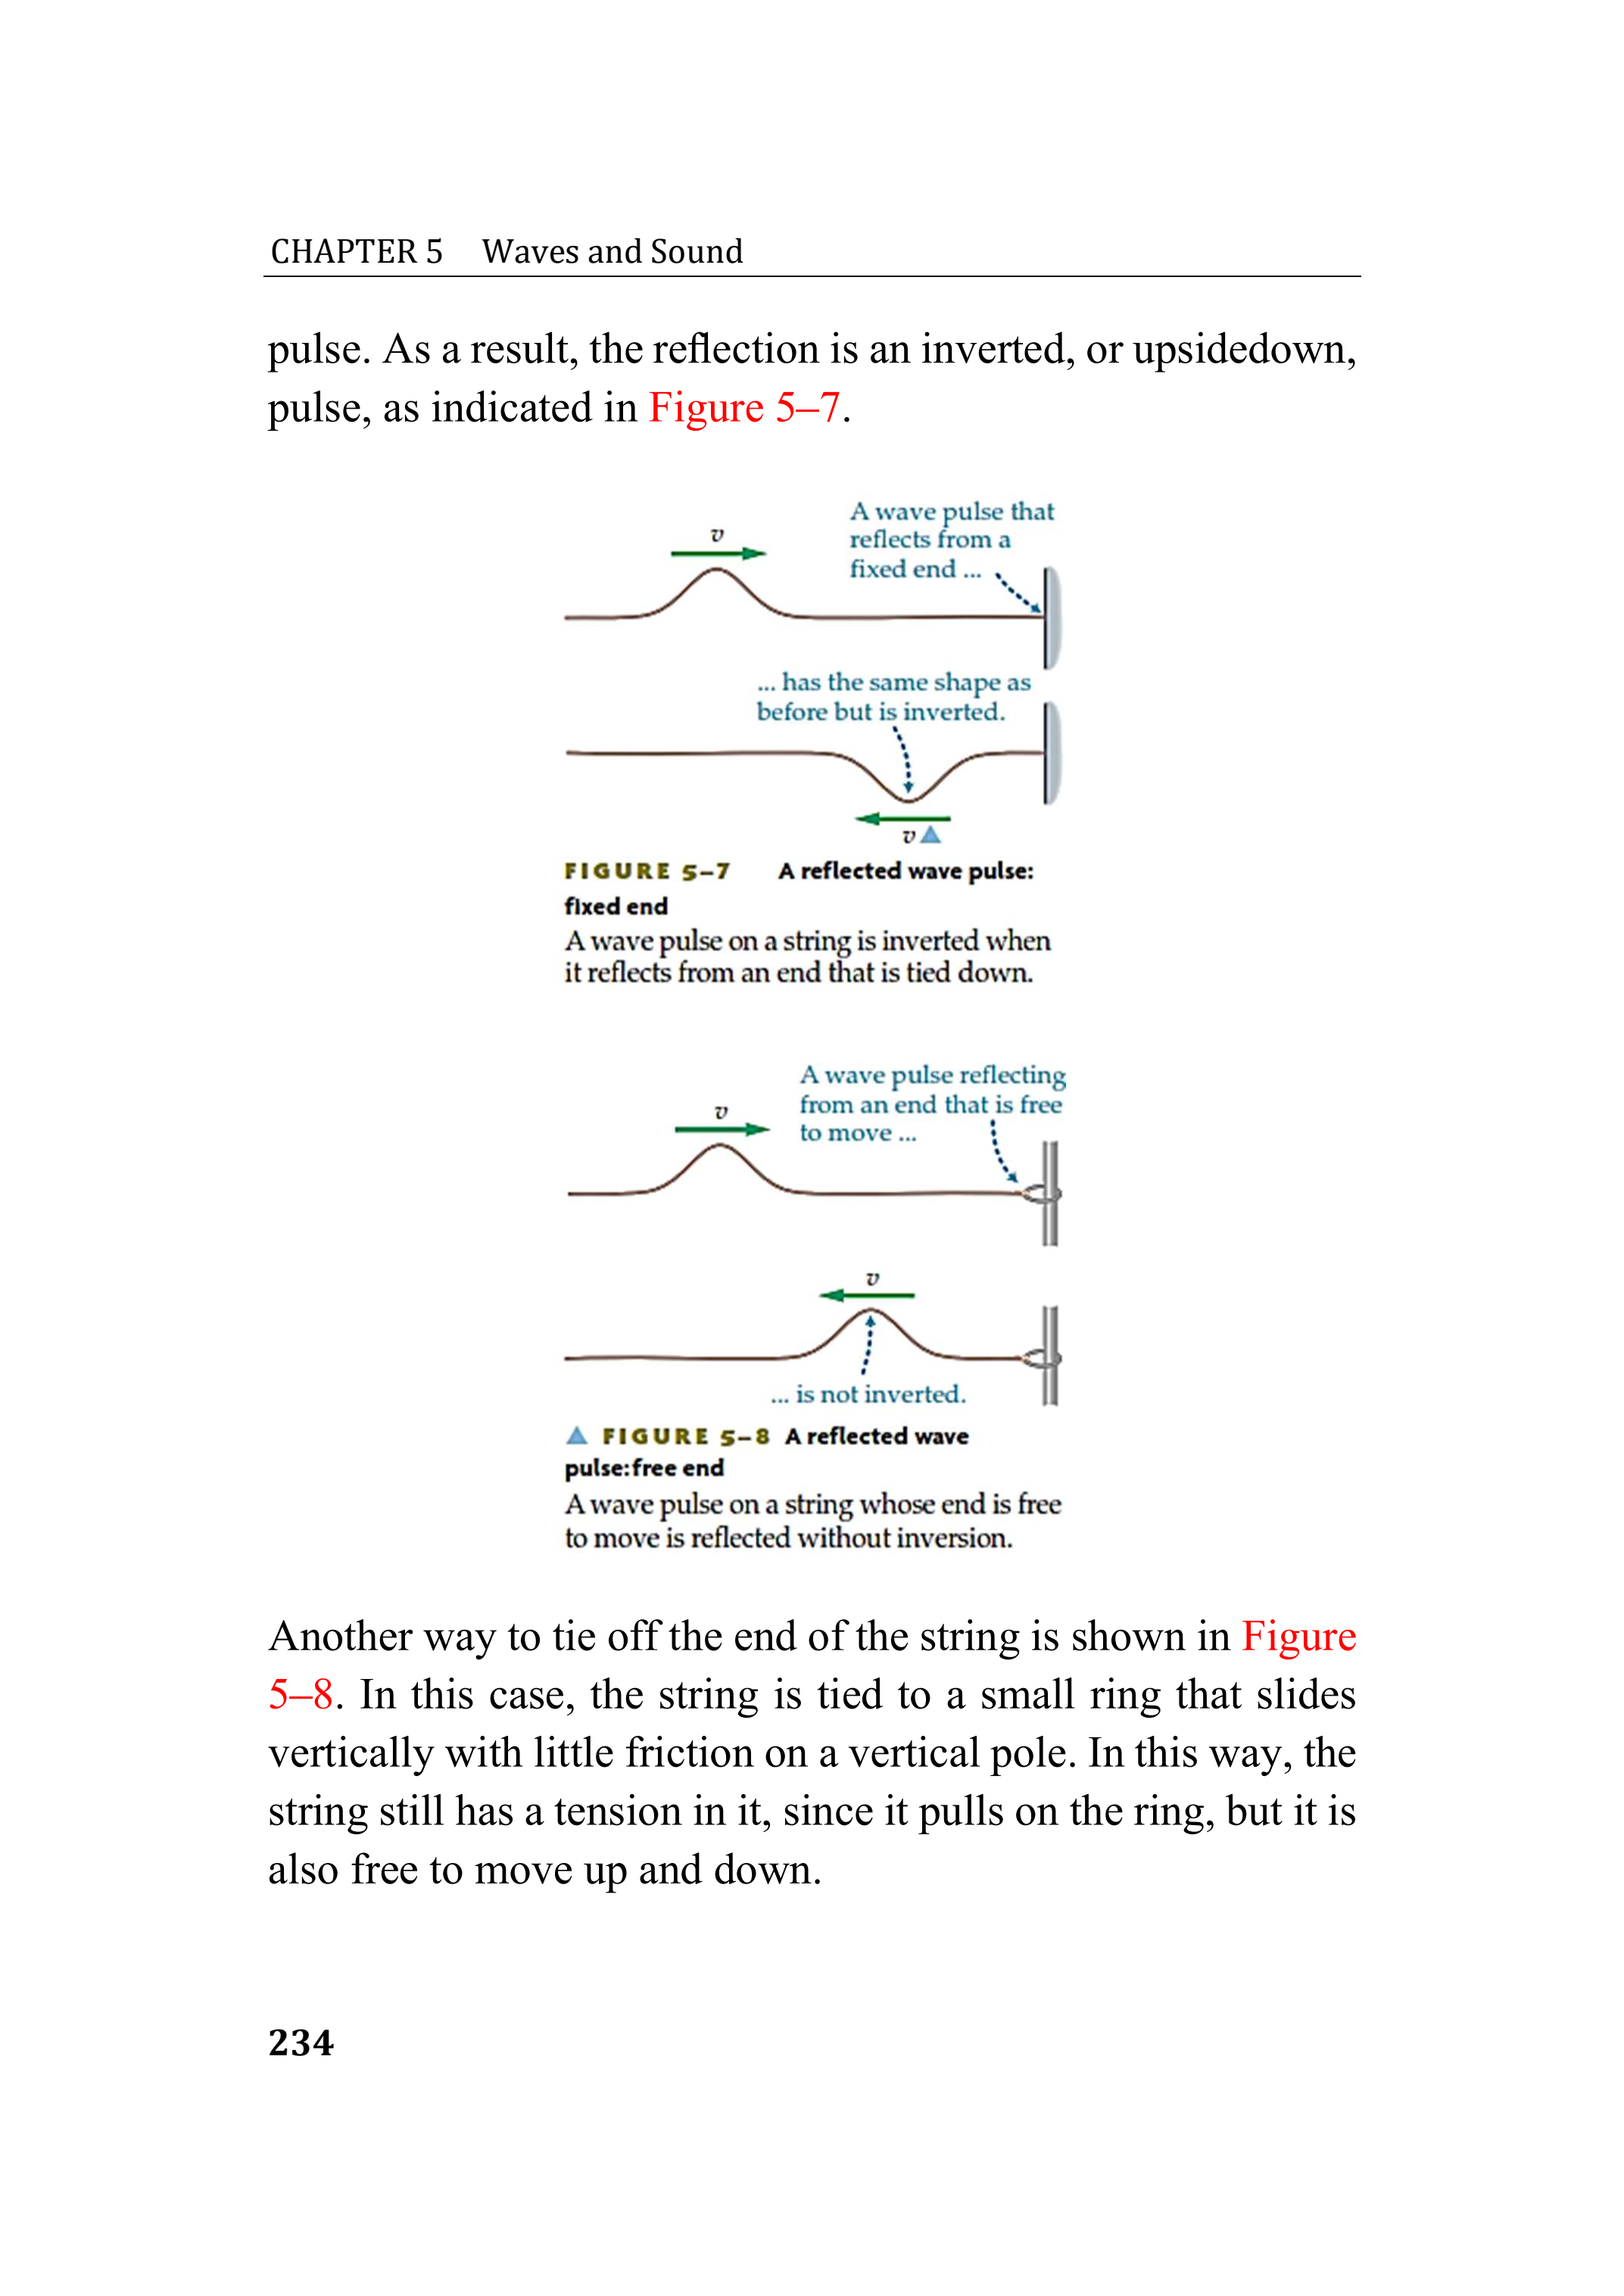 CHAPTER 5 Waves and Sound
pulse. As a result, the reflection is an inverted, or upsidedown,
pulse, as indicated in Figure 5–7.
A wave pulse that
reflects from a
fixed end ...
v
... has the same shape as
before but is inverted.
v
FIGURE 5–7 A reflected wave pulse:
fixed end
A wave pulse on a string is inverted when
it reflects from an end that is tied down.
A wave pulse reflecting
from an end that is free
to move ...
v
v
... is not inverted.
FIGURE 5–8 A reflected wave
pulse:free end
A wave pulse on a string whose end is free
to move is reflected without inversion.
Another way to tie off the end of the string is shown in Figure
5–8. In this case, the string is tied to a small ring that slides
vertically with little friction on a vertical pole. In this way, the
string still has a tension in it, since it pulls on the ring, but it is
also free to move up and down.
234